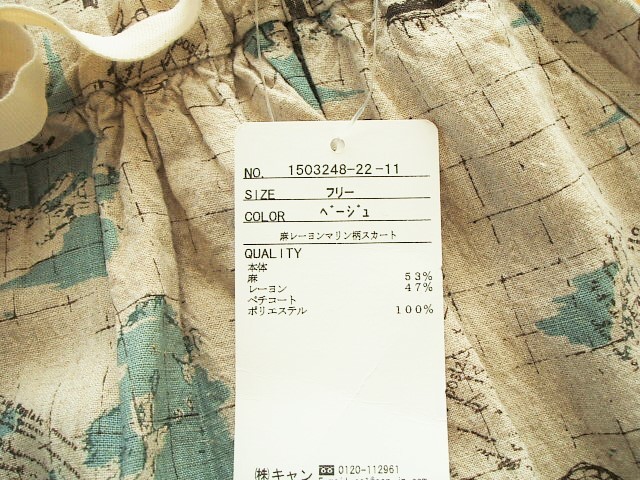 NO. 1503248-22-11
SIZE フリー
COLOR ﾍﾞｰｼﾞｭ
麻レーヨンマリン柄スカート
QUALITY
本体
麻 53%
レーヨン 47%
ペチコート
ポリエステル 100%
㈱キャン 0120-112961